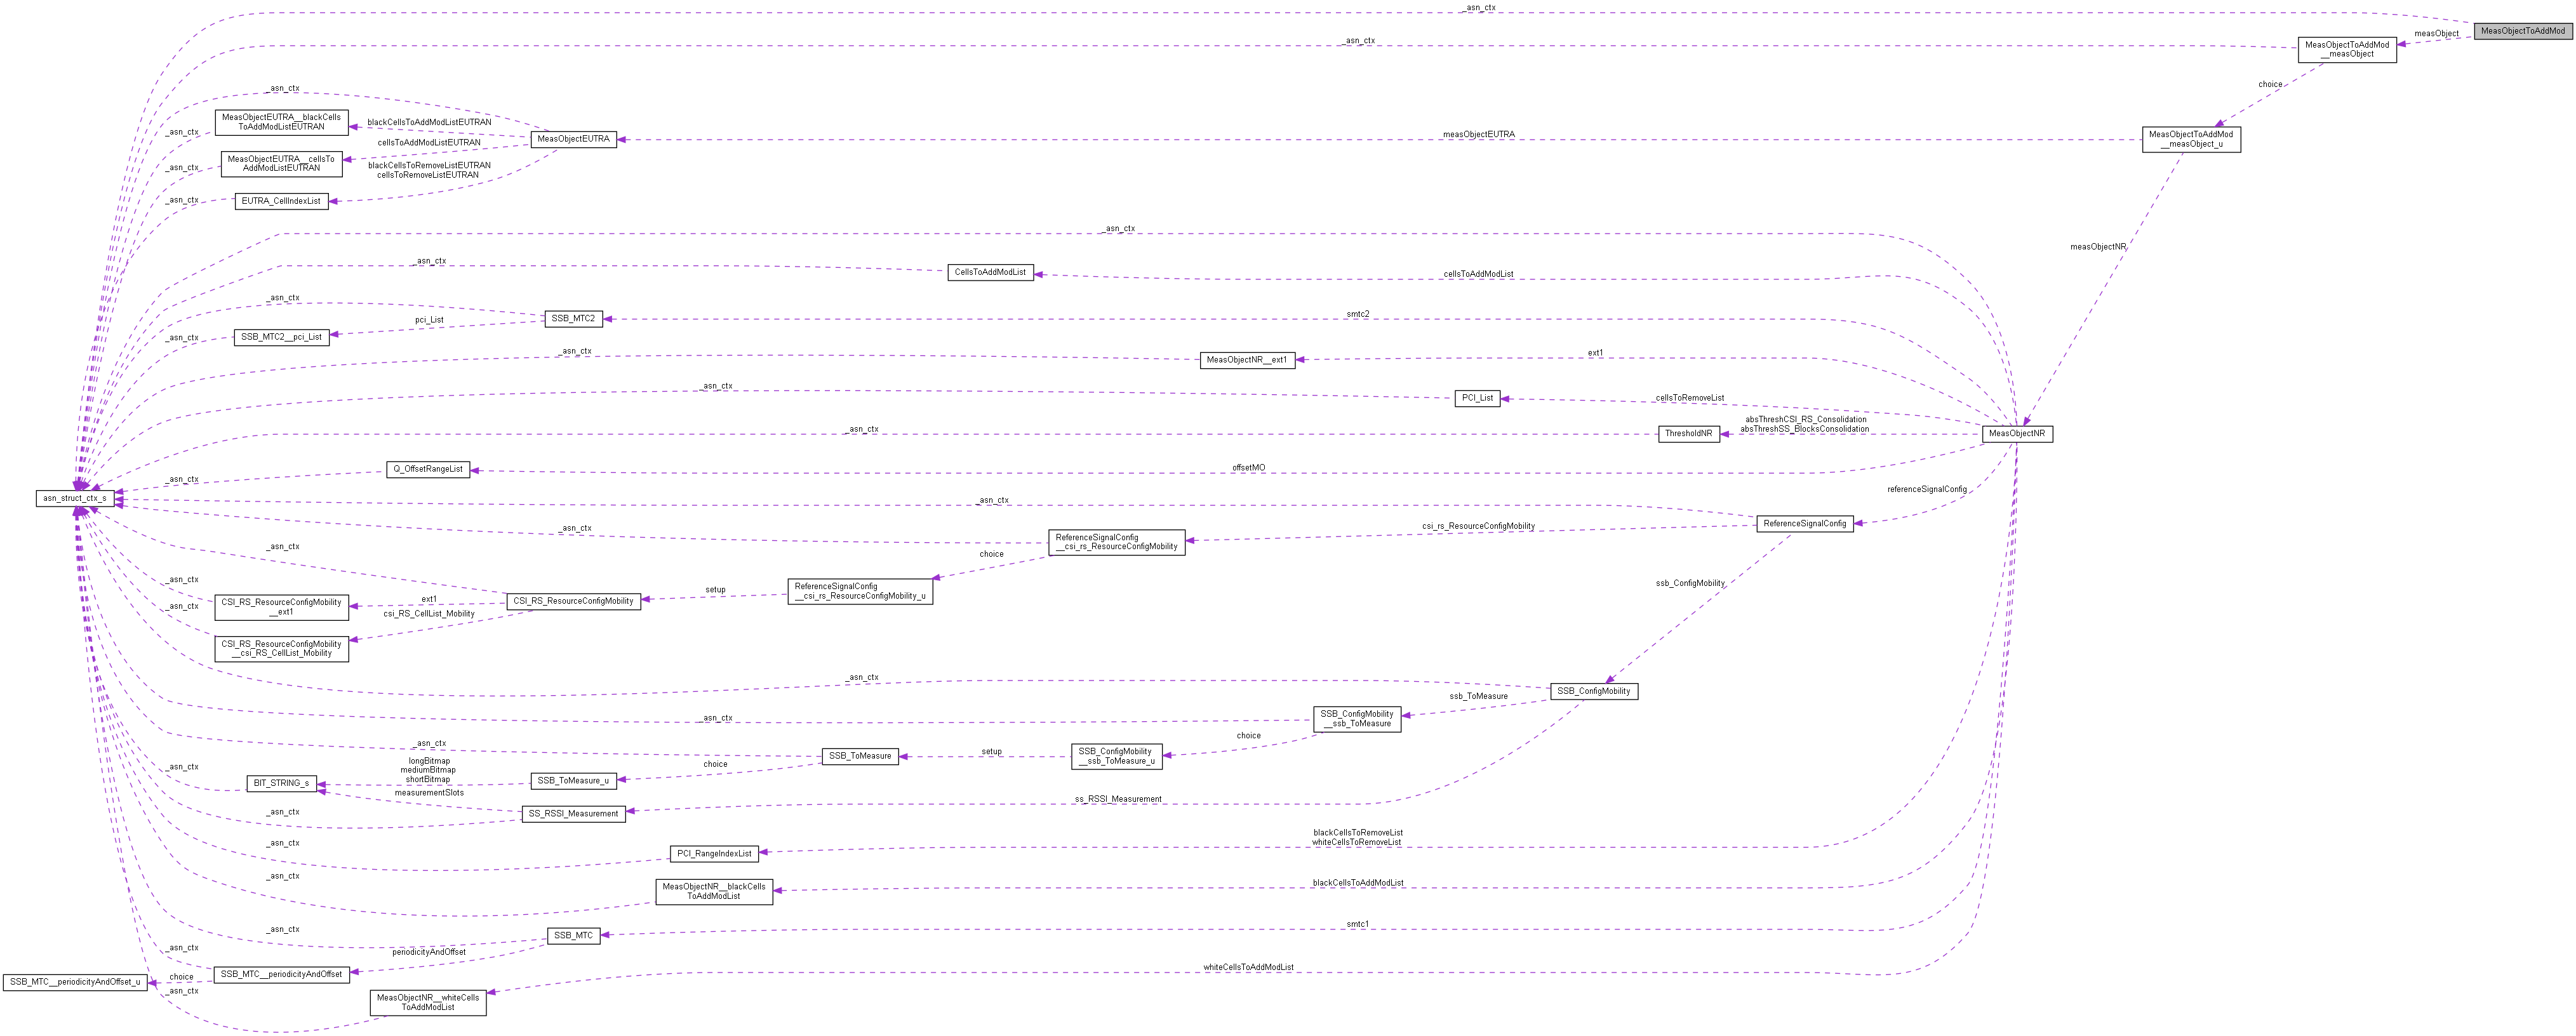 _asn_ctx
MeasObjectToAddMod
measObject
_asn_ctx
MeasObjectToAddMod
__measObject
choice
_asn_ctx
MeasObjectEUTRA__blackCells
ToAddModListEUTRAN
blackCellsToAddModListEUTRAN
_asn_ctx
MeasObjectEUTRA
measObjectEUTRA
MeasObjectToAddMod
__measObject_u
cellsToAddModListEUTRAN
MeasObjectEUTRA__cellsTo
AddModListEUTRAN
_asn_ctx
blackCellsToRemoveListEUTRAN
cellsToRemoveListEUTRAN
EUTRA_CellIndexList
_asn_ctx
_asn_ctx
measObjectNR
_asn_ctx
CellsToAddModList
cellsToAddModList
_asn_ctx
SSB_MTC2
smtc2
pci_List
SSB_MTC2__pci_List
_asn_ctx
_asn_ctx
MeasObjectNR__ext1
ext1
_asn_ctx
PCI_List
cellsToRemoveList
_asn_ctx
ThresholdNR
absThreshCSI_RS_Consolidation
absThreshSS_BlocksConsolidation
MeasObjectNR
Q_OffsetRangeList
offsetMO
_asn_ctx
referenceSignalConfig
asn_struct_ctx_s
_asn_ctx
ReferenceSignalConfig
_asn_ctx
csi_rs_ResourceConfigMobility
ReferenceSignalConfig
__csi_rs_ResourceConfigMobility
choice
_asn_ctx
_asn_ctx
ReferenceSignalConfig
__csi_rs_ResourceConfigMobility_u
setup
ssb_ConfigMobility
CSI_RS_ResourceConfigMobility
__ext1
ext1
CSI_RS_ResourceConfigMobility
_asn_ctx
csi_RS_CellList_Mobility
CSI_RS_ResourceConfigMobility
__csi_RS_CellList_Mobility
_asn_ctx
SSB_ConfigMobility
ssb_ToMeasure
_asn_ctx
SSB_ConfigMobility
__ssb_ToMeasure
choice
_asn_ctx
SSB_ToMeasure
setup
SSB_ConfigMobility
__ssb_ToMeasure_u
choice
longBitmap
mediumBitmap
shortBitmap
_asn_ctx
BIT_STRING_s
SSB_ToMeasure_u
measurementSlots
ss_RSSI_Measurement
_asn_ctx
SS_RSSI_Measurement
_asn_ctx
PCI_RangeIndexList
blackCellsToRemoveList
whiteCellsToRemoveList
_asn_ctx
MeasObjectNR__blackCells
ToAddModList
blackCellsToAddModList
_asn_ctx
SSB_MTC
smtc1
_asn_ctx
periodicityAndOffset
SSB_MTC__periodicityAndOffset
whiteCellsToAddModList
SSB_MTC__periodicityAndOffset_u
choice
_asn_ctx
MeasObjectNR__whiteCells
ToAddModList